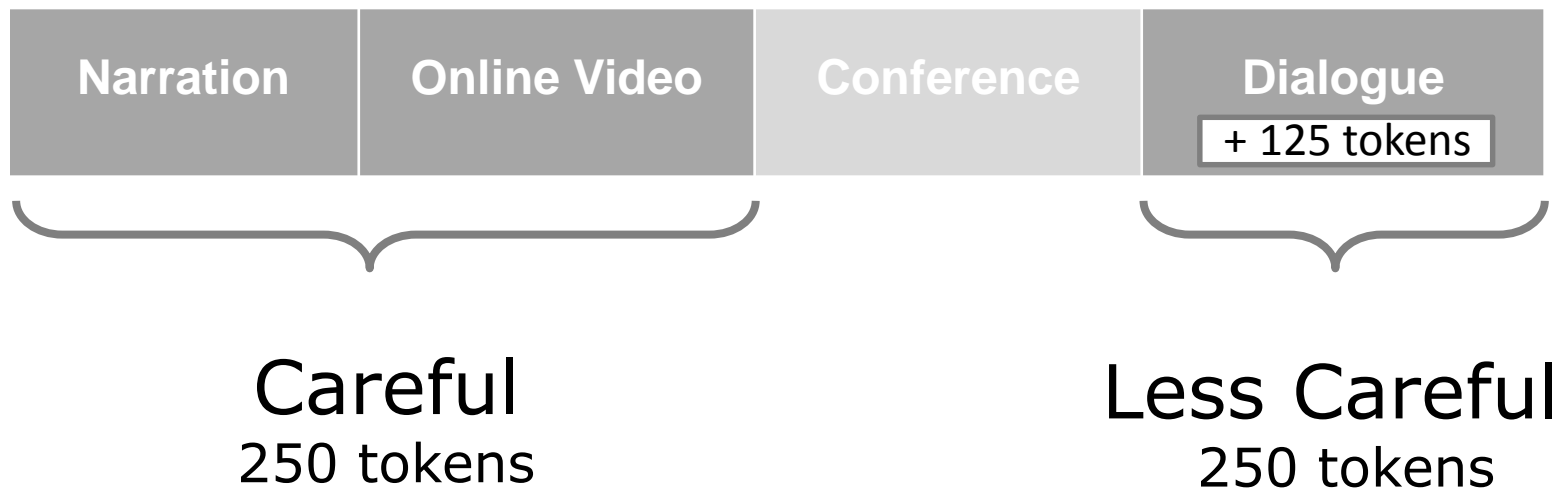 Narration
Online Video
Conference
Dialogue
+ 125 tokens
Careful
250 tokens
Less Careful
250 tokens